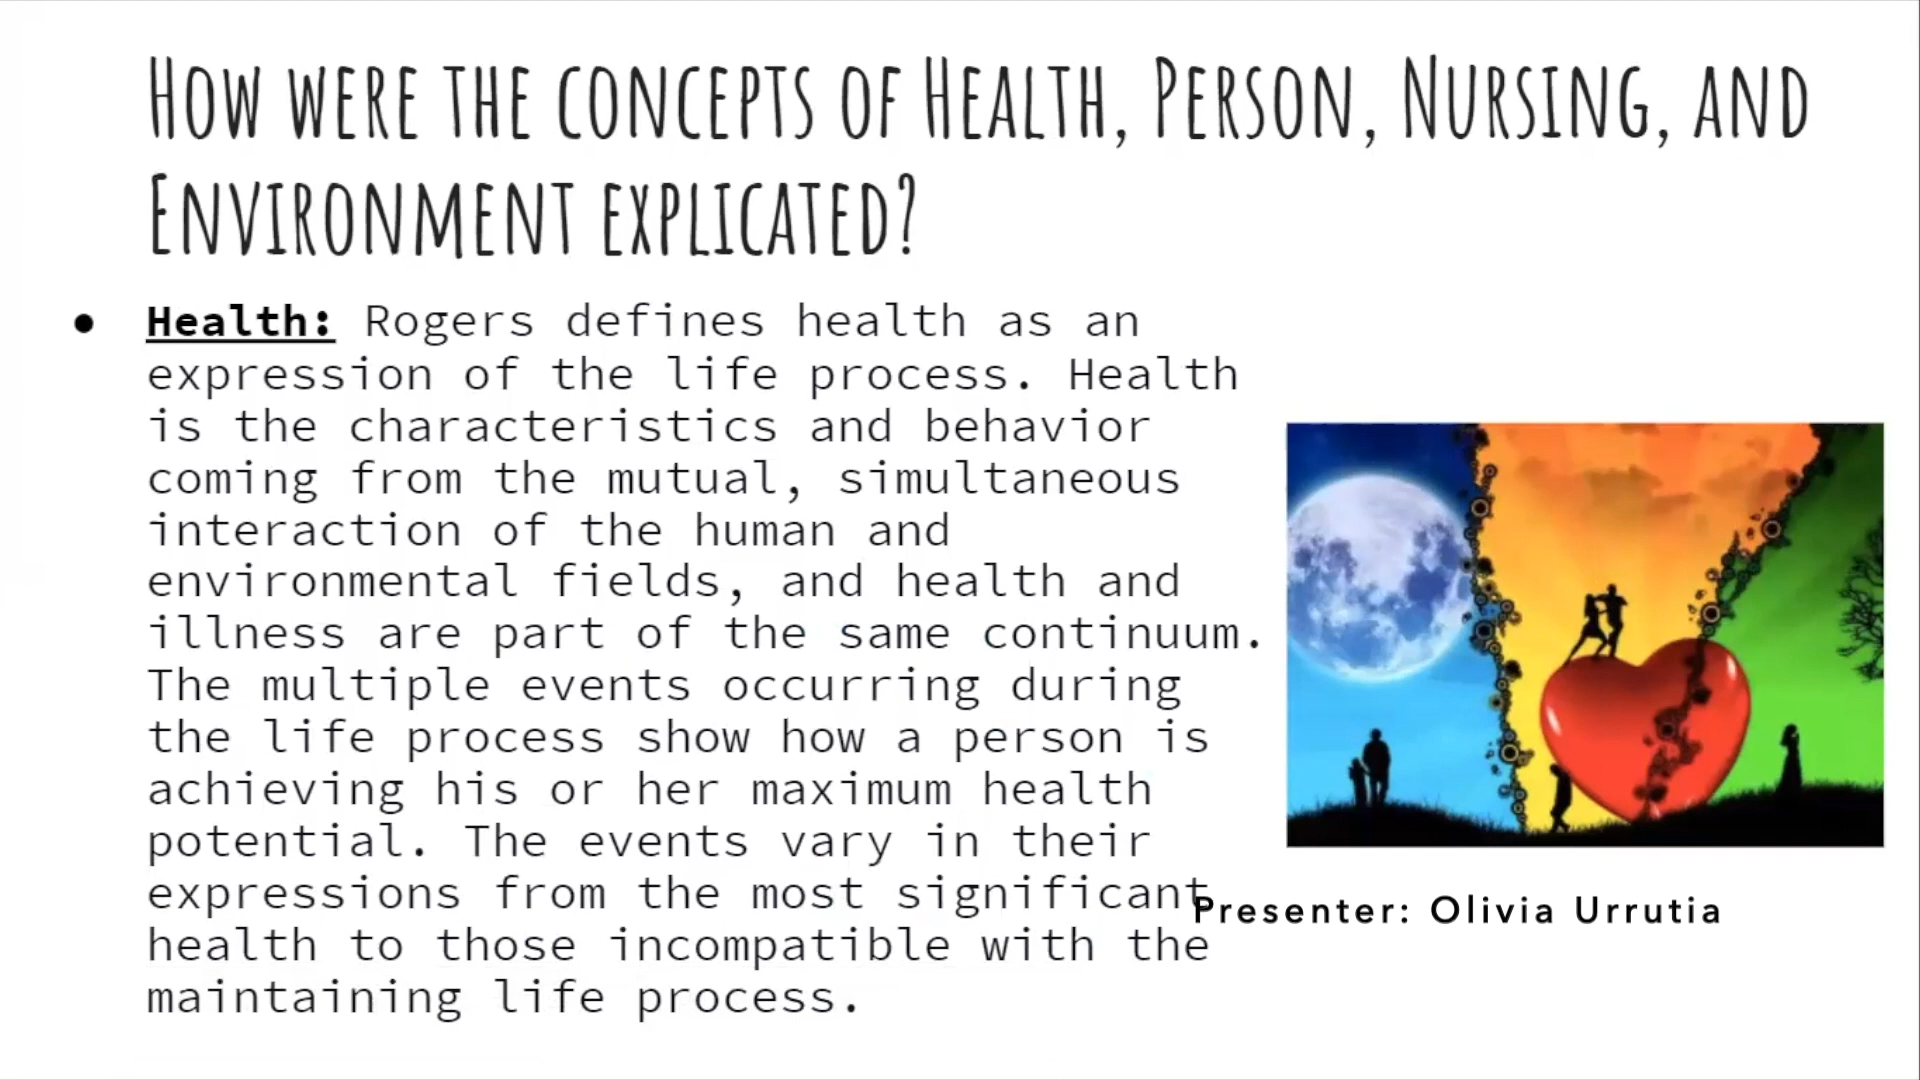 How were the concepts of Health, Person, Nursing, and
Environment explicated?
● Health: Rogers defines health as an
expression of the life process. Health
is the characteristics and behavior
coming from the mutual, simultaneous
interaction of the human and
environmental fields, and health and
illness are part of the same continuum.
The multiple events occurring during
the life process show how a person is
achieving his or her maximum health
potential. The events vary in their
expressions from the most significant
health to those incompatible with the
maintaining life process.
Presenter: Olivia Urrutia